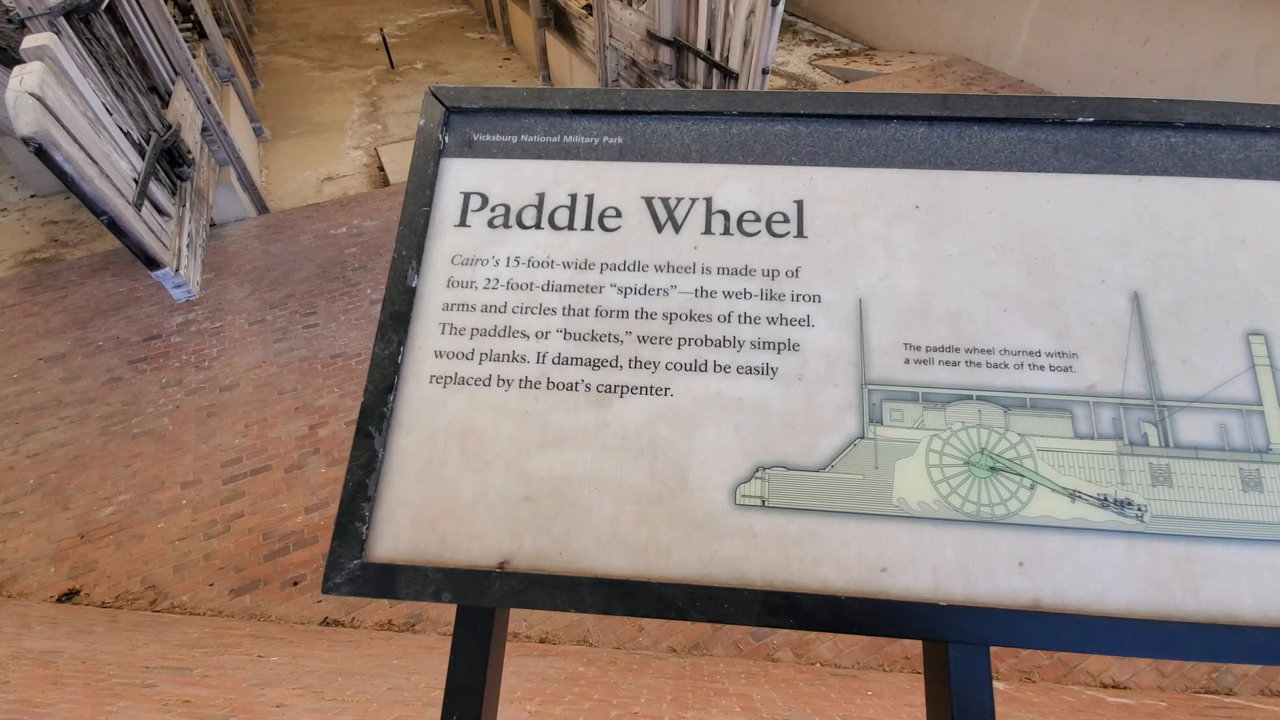 Vicksburg National Military Park
Paddle Wheel
Cairo's 15-foot-wide paddle wheel is made up of
four, 22-foot-diameter “spiders”—the web-like iron
arms and circles that form the spokes of the wheel.
The paddles, or “buckets,” were probably simple
wood planks. If damaged, they could be easily
replaced by the boat's carpenter.
The paddle wheel churned within
a well near the back of the boat.